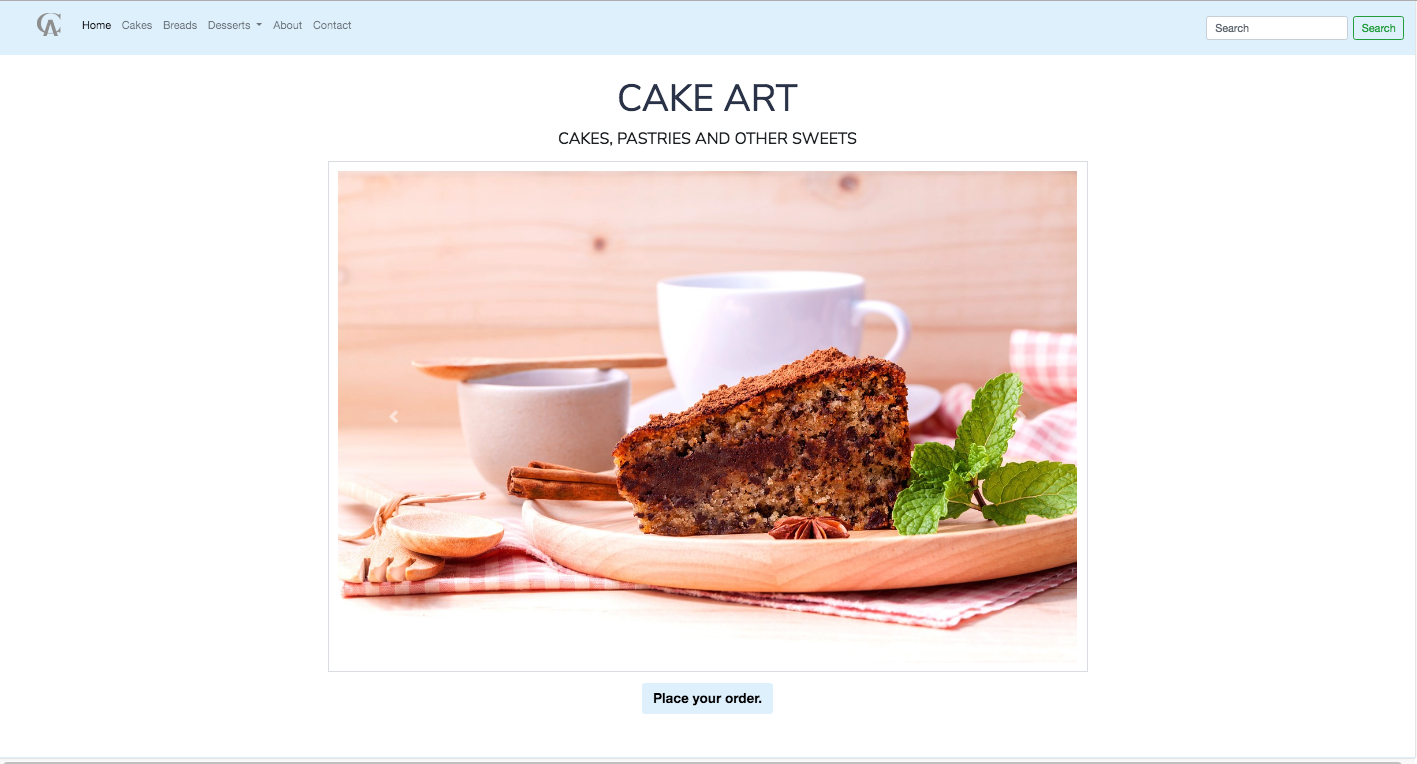 CA Home Cakes Breads Desserts About Contact Search Search
CAKE ART
CAKES, PASTRIES AND OTHER SWEETS
Place your order.